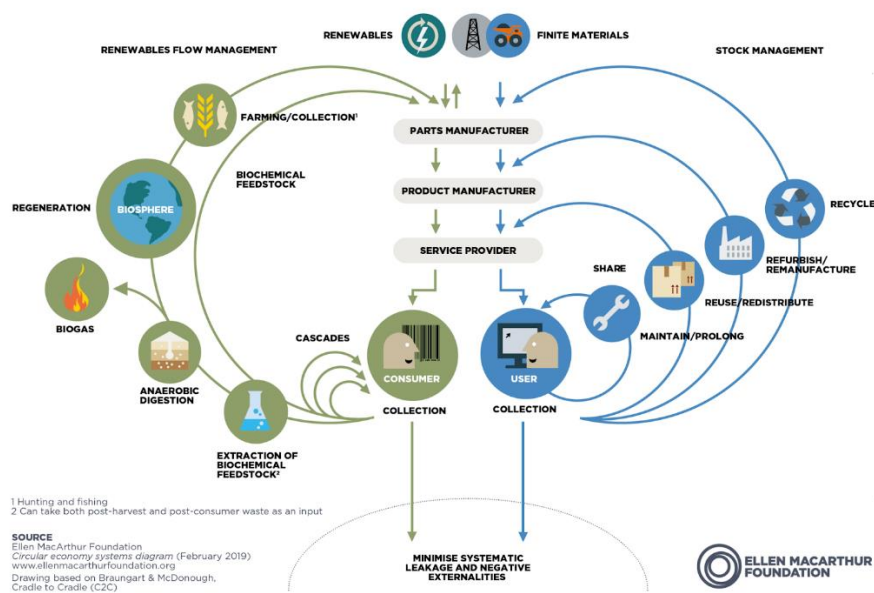 RENEWABLES
FINITE MATERIALS
RENEWABLES FLOW MANAGEMENT
STOCK MANAGEMENT
FARMING/COLLECTION¹
PARTS MANUFACTURER
BIOCHEMICAL
FEEDSTOCK
PRODUCT MANUFACTURER
REGENERATION
BIOSPHERE
RECYCLE
SERVICE PROVIDER
REFURBISH/
REMANUFACTURE
SHARE
REUSE/REDISTRIBUTE
BIOGAS
CASCADES
MAINTAIN/PROLONG
CONSUMER
USER
ANAEROBIC
DIGESTION
COLLECTION
COLLECTION
EXTRACTION OF
BIOCHEMICAL
FEEDSTOCK²
1 Hunting and fishing
2 Can take both post-harvest and post-consumer waste as an input
SOURCE
Ellen MacArthur Foundation
Circular economy systems diagram (February 2019)
www.ellenmacarthurfoundation.org
Drawing based on Braungart & McDonough,
Cradle to Cradle (C2C)
MINIMISE SYSTEMATIC
LEAKAGE AND NEGATIVE
EXTERNALITIES
ELLEN MACARTHUR
FOUNDATION